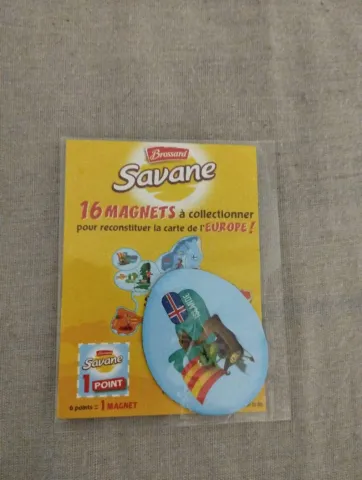 Brossard
Savane
16 MAGNETS à collectionner
pour reconstituer la carte de l'EUROPE !
Brossard
Savane
1
POINT
6 points = 1 MAGNET